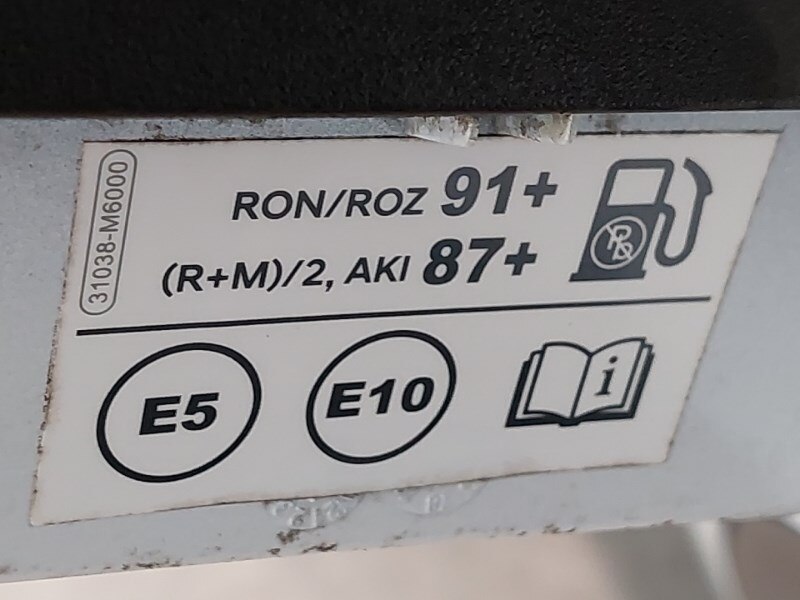 31038-M6000
RON/ROZ 91+
(R+M)/2, AKI 87+
Pb
E5
E10
i